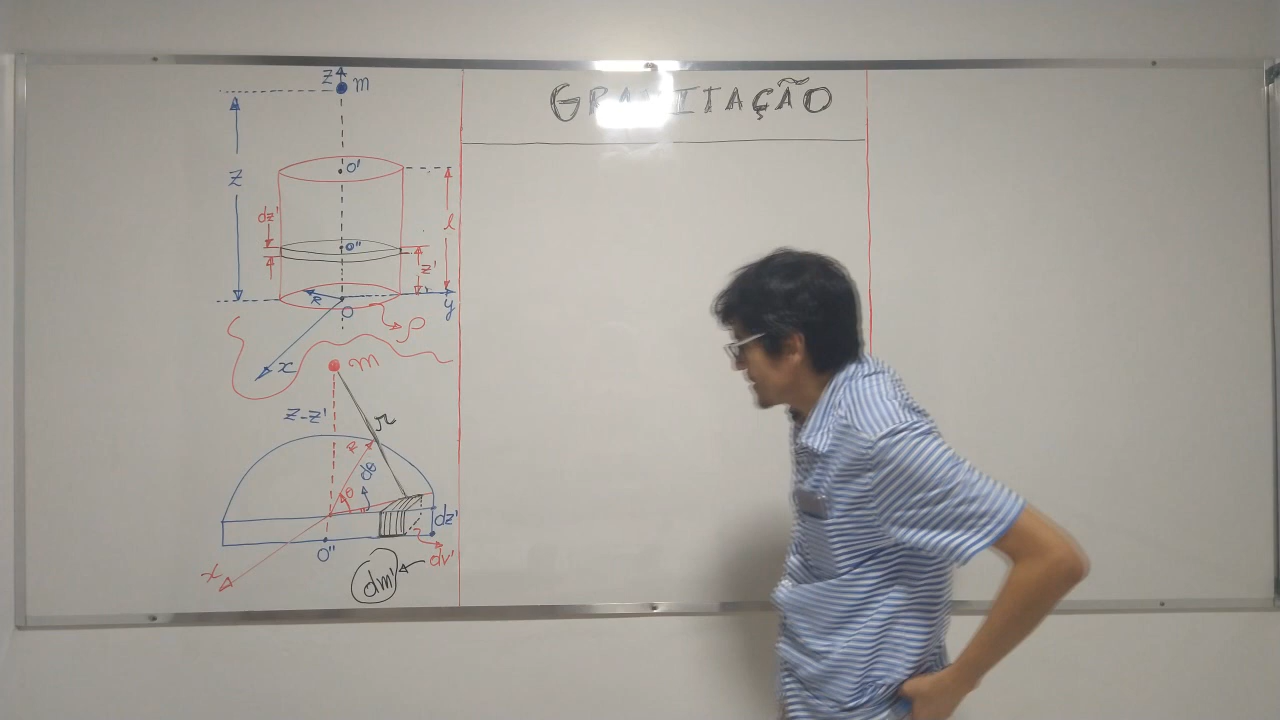 GRAVITAÇÃO
Z m
O'
Z
dz'
l
O''
z'
R
y
O
ρ
x
m
Z-Z'
r
R
dθ
θ
dz'
O''
dv'
x
dm'